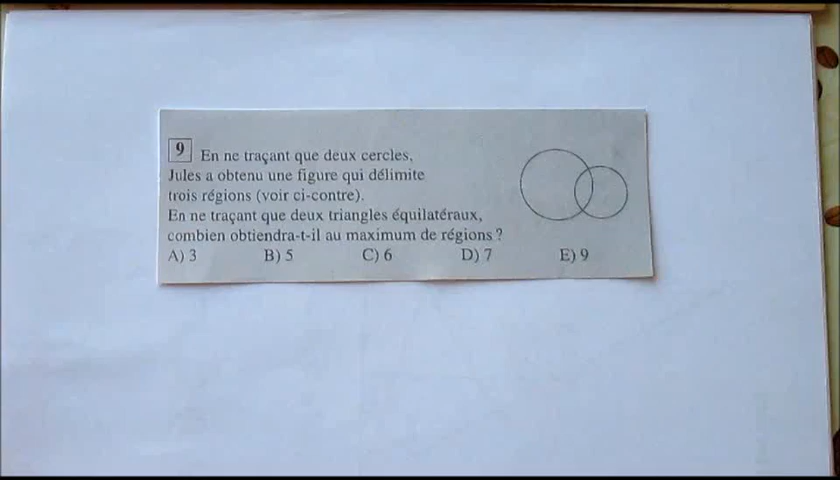 9 En ne traçant que deux cercles,
Jules a obtenu une figure qui délimite
trois régions (voir ci-contre).
En ne traçant que deux triangles équilatéraux,
combien obtiendra-t-il au maximum de régions ?
A) 3 B) 5 C) 6 D) 7 E) 9